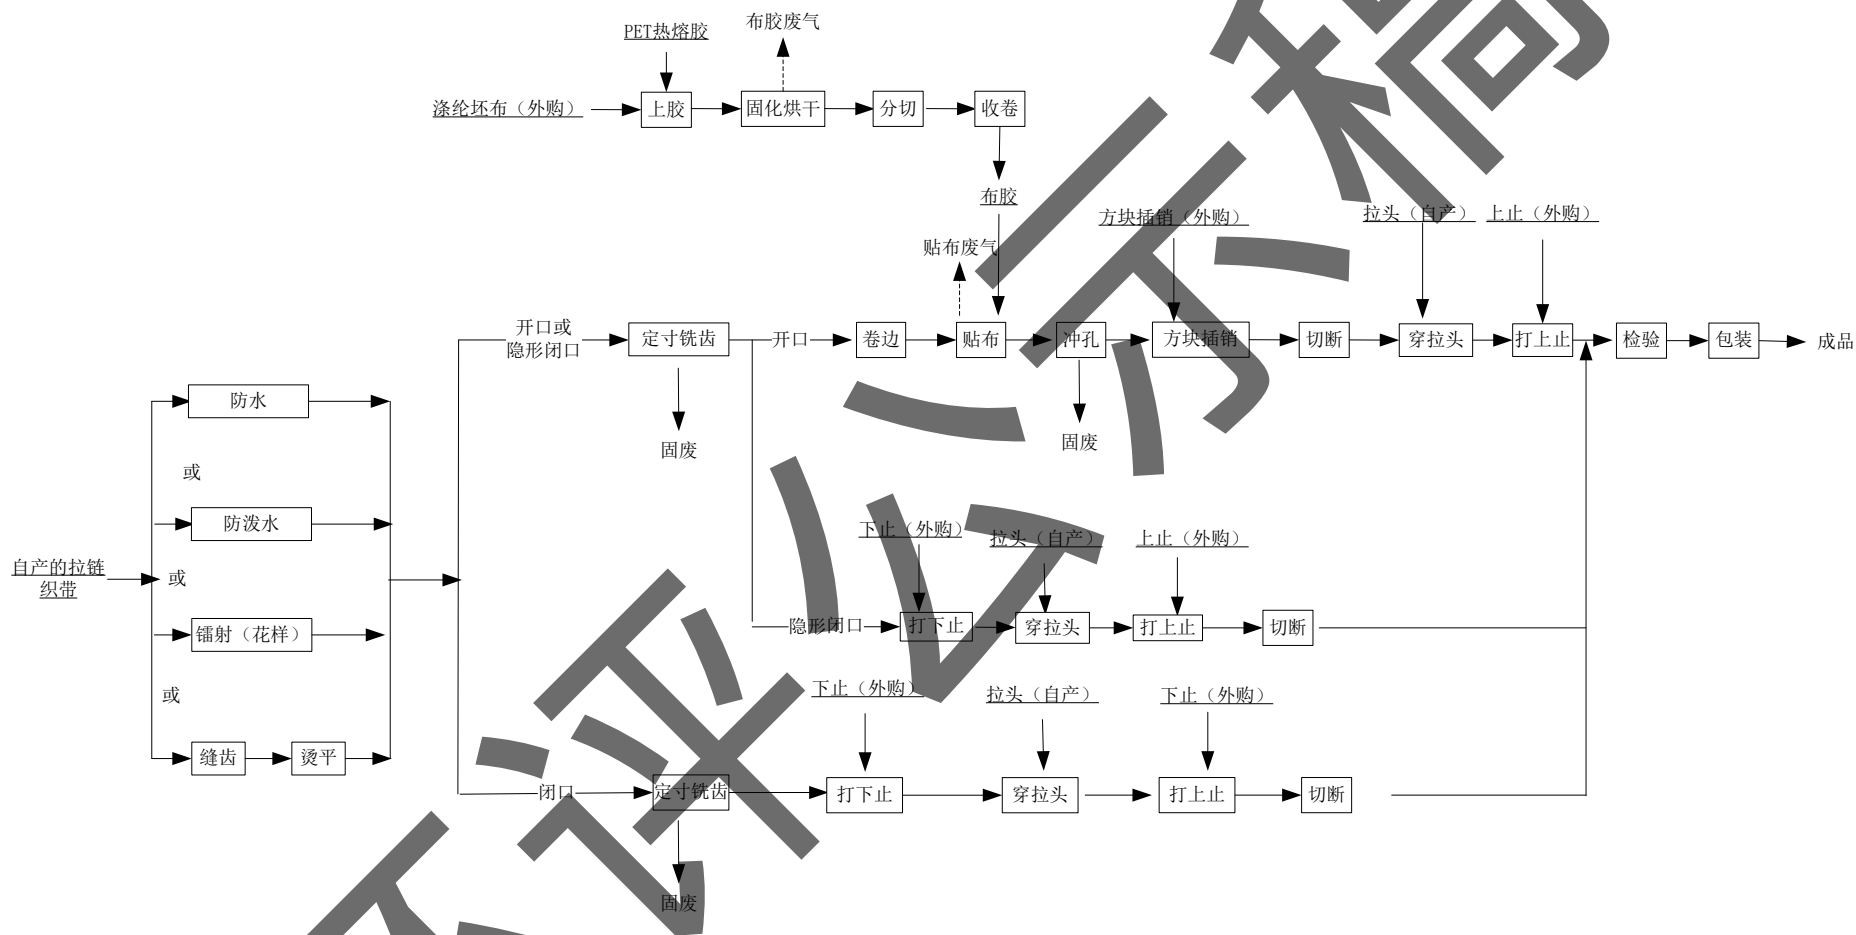 PET热熔胶
布胶废气
涤纶坯布（外购）
上胶
固化烘干
分切
收卷
布胶
方块插销（外购）
拉头（自产）
上止（外购）
贴布废气
开口或
隐形闭口
定寸铣齿
开口
卷边
贴布
冲孔
方块插销
切断
穿拉头
打上止
检验
包装
成品
固废
固废
防水
或
防泼水
自产的拉链
织带
或
镭射（花样）
或
缝齿
烫平
下止（外购）
拉头（自产）
上止（外购）
隐形闭口
打下止
穿拉头
打上止
切断
下止（外购）
拉头（自产）
下止（外购）
闭口
定寸铣齿
打下止
穿拉头
打上止
切断
固废
环评公示稿